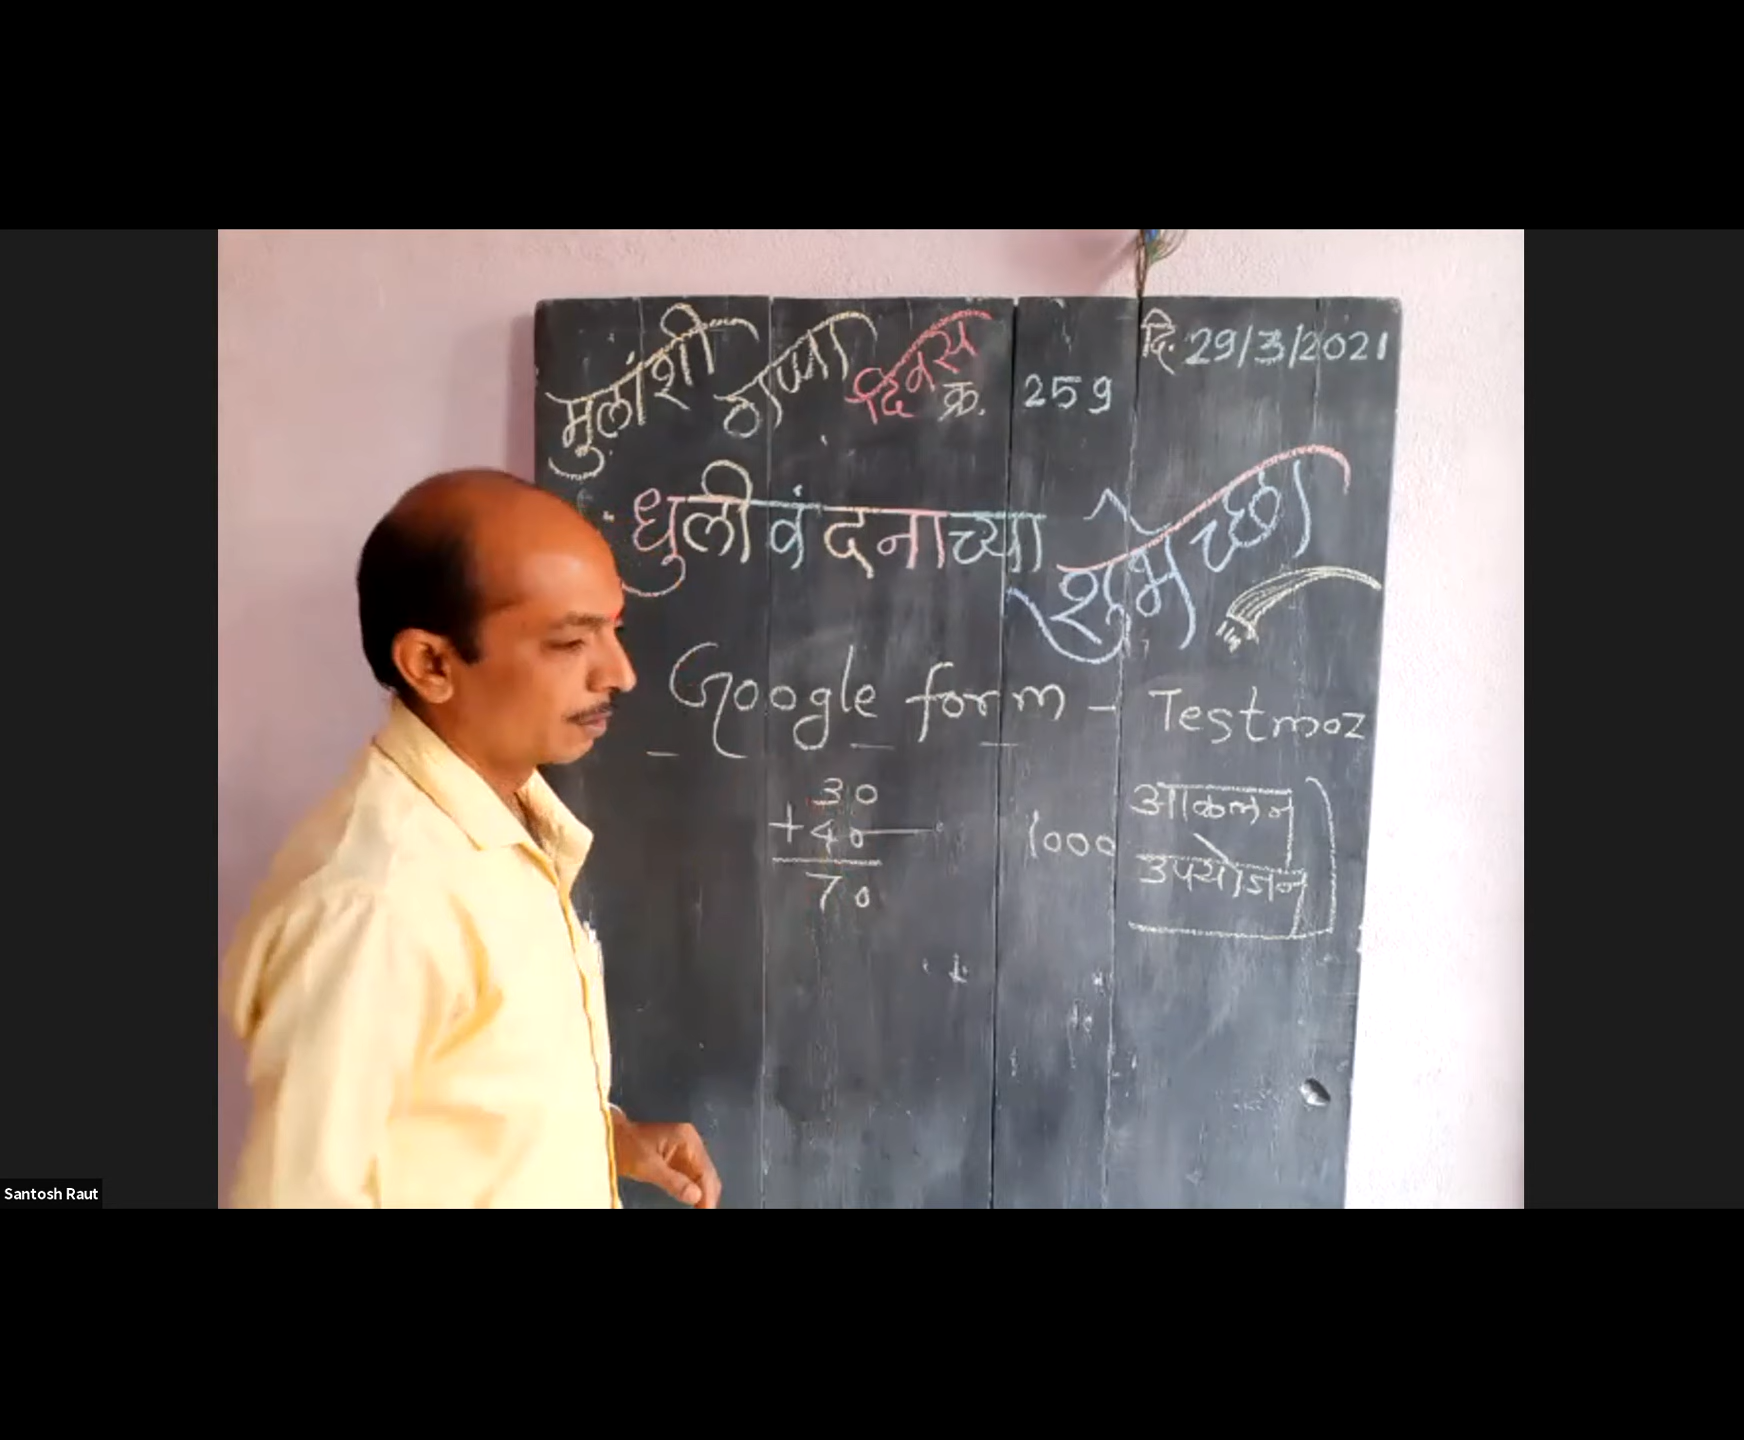 मुलांशी गप्पा दिवस क्र. 259
दि. 29/3/2021
धुलीवंदनाच्या शुभेच्छा
Google form - Testmoz
30
+40
70
1000
आकलन
उपयोजन
Santosh Raut